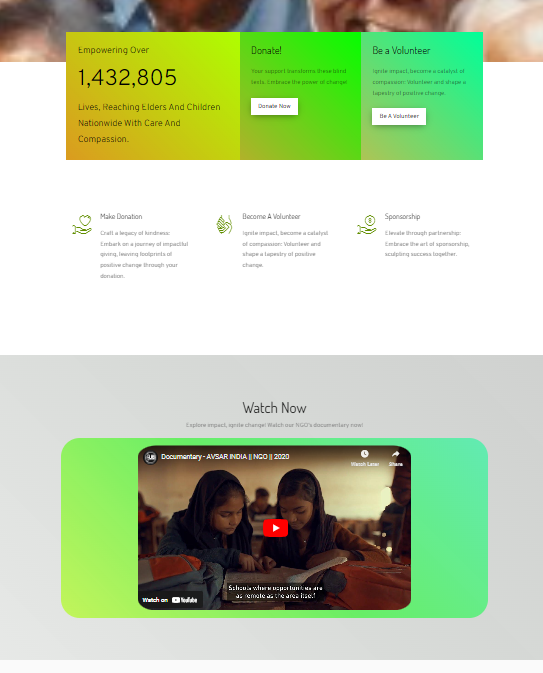 Empowering Over
1,432,805
Lives, Reaching Elders And Children
Nationwide With Care And
Compassion.
Donate!
Your support transforms these blind
texts. Embrace the power of change!
Donate Now
Be a Volunteer
Ignite impact, become a catalyst of
compassion: Volunteer and shape a
tapestry of positive change.
Be A Volunteer
Make Donation
Craft a legacy of kindness:
Embark on a journey of impactful
giving, leaving footprints of
positive change through your
donation.
Become A Volunteer
Ignite impact, become a catalyst
of compassion: Volunteer and
shape a tapestry of positive
change.
Sponsorship
Elevate through partnership:
Embrace the art of sponsorship,
sculpting success together.
Watch Now
Explore impact, ignite change! Watch our NGO's documentary now!
Documentary - AVSAR INDIA || NGO || 2020
Watch Later
Share
Schools where opportunities are
as remote as the area itself
Watch on YouTube